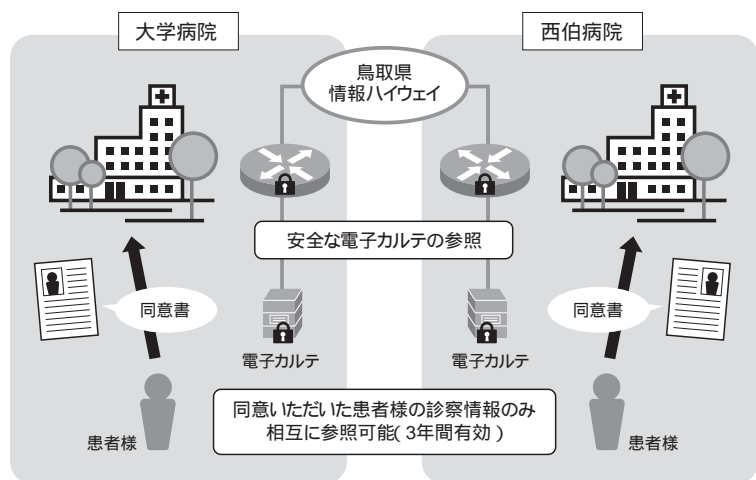 大学病院
西伯病院
鳥取県
情報ハイウェイ
安全な電子カルテの参照
同意書
同意書
電子カルテ
電子カルテ
同意いただいた患者様の診察情報のみ
相互に参照可能(3年間有効)
患者様
患者様